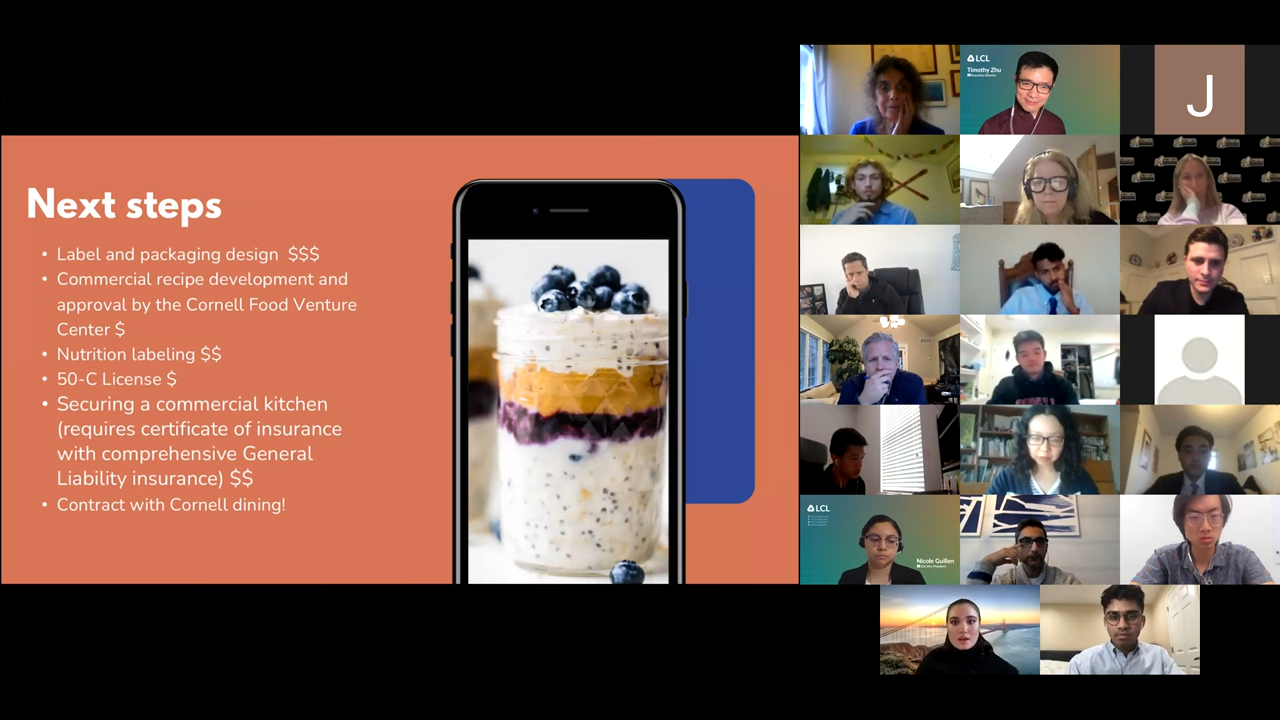 Next steps
• Label and packaging design $$$
• Commercial recipe development and
approval by the Cornell Food Venture
Center $
• Nutrition labeling $$
• 50-C License $
• Securing a commercial kitchen
(requires certificate of insurance
with comprehensive General
Liability insurance) $$
• Contract with Cornell dining!
LCL
Timothy Zhu
Executive Director
J
LCL
Nicole Guillen